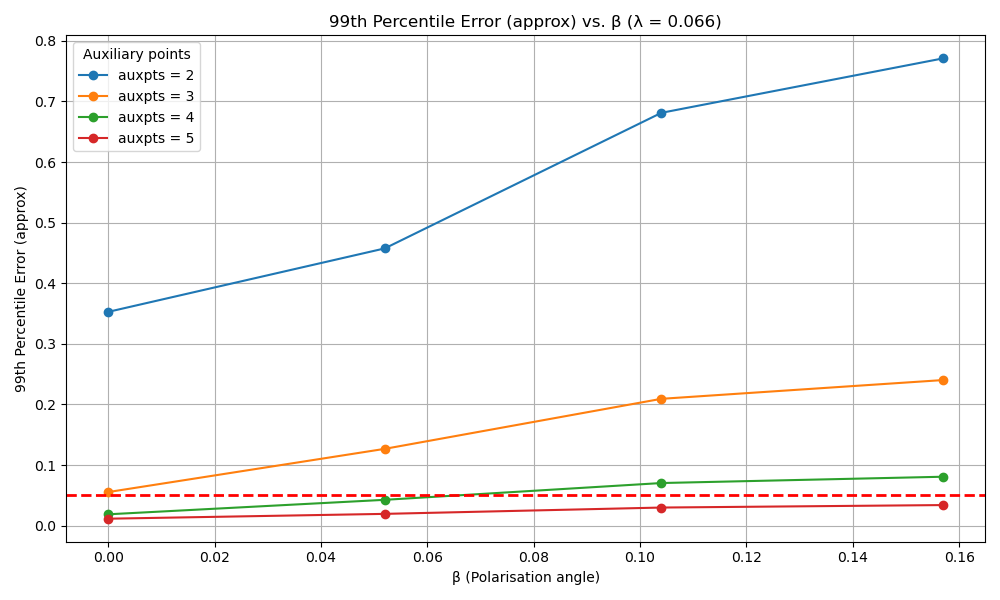 99th Percentile Error (approx) vs. β (λ = 0.066)
Auxiliary points
auxpts = 2
auxpts = 3
auxpts = 4
auxpts = 5
99th Percentile Error (approx)
0.8
0.7
0.6
0.5
0.4
0.3
0.2
0.1
0.0
0.00 0.02 0.04 0.06 0.08 0.10 0.12 0.14 0.16
β (Polarisation angle)